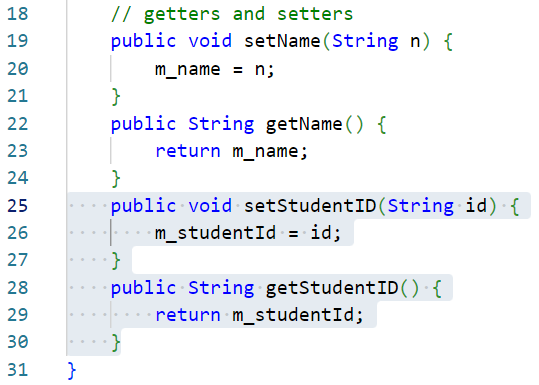 18 // getters and setters
19 public void setName(String n) {
20 m_name = n;
21 }
22 public String getName() {
23 return m_name;
24 }
25 public void setStudentID(String id) {
26 m_studentId = id;
27 }
28 public String getStudentID() {
29 return m_studentId;
30 }
31 }